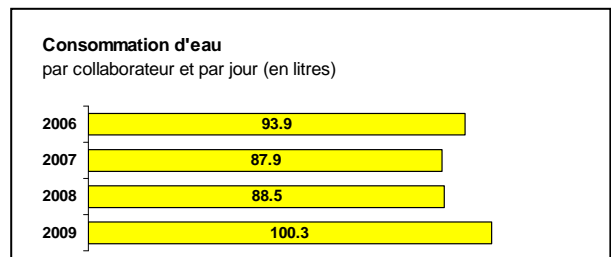 Consommation d'eau
par collaborateur et par jour (en litres)
2006 93.9
2007 87.9
2008 88.5
2009 100.3